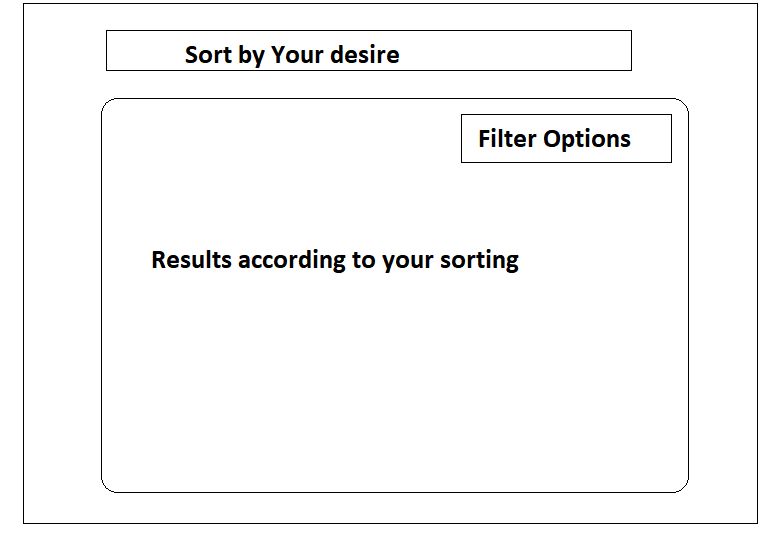 Sort by Your desire
Filter Options
Results according to your sorting